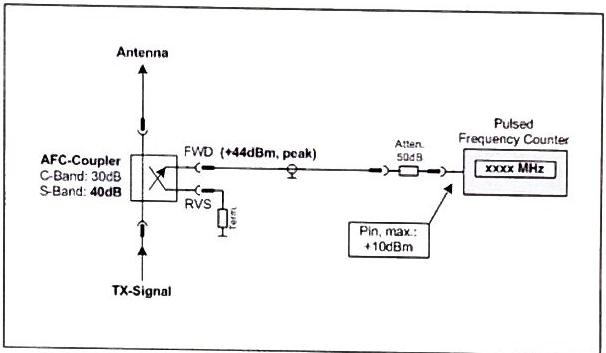 Antenna
Pulsed
Frequency Counter
FWD (+44dBm, peak)
Atten.
50dB
xxxx MHz
AFC-Coupler
C-Band: 30dB
S-Band: 40dB
RVS
Term.
Pin, max.:
+10dBm
TX-Signal